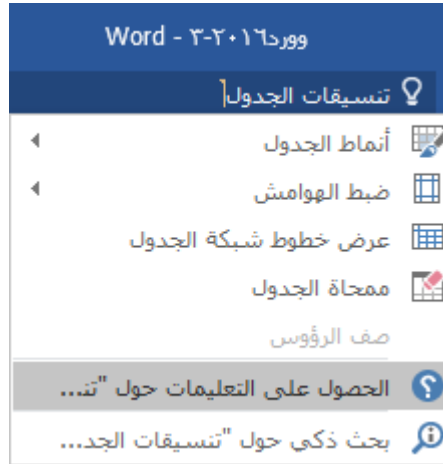 وورد٢٠١٦-٣ - Word
تنسيقات الجدول
أنماط الجدول
ضبط الهوامش
عرض خطوط شبكة الجدول
ممحاة الجدول
صف الرؤوس
الحصول على التعليمات حول "تن...
بحث ذكي حول "تنسيقات الجد...